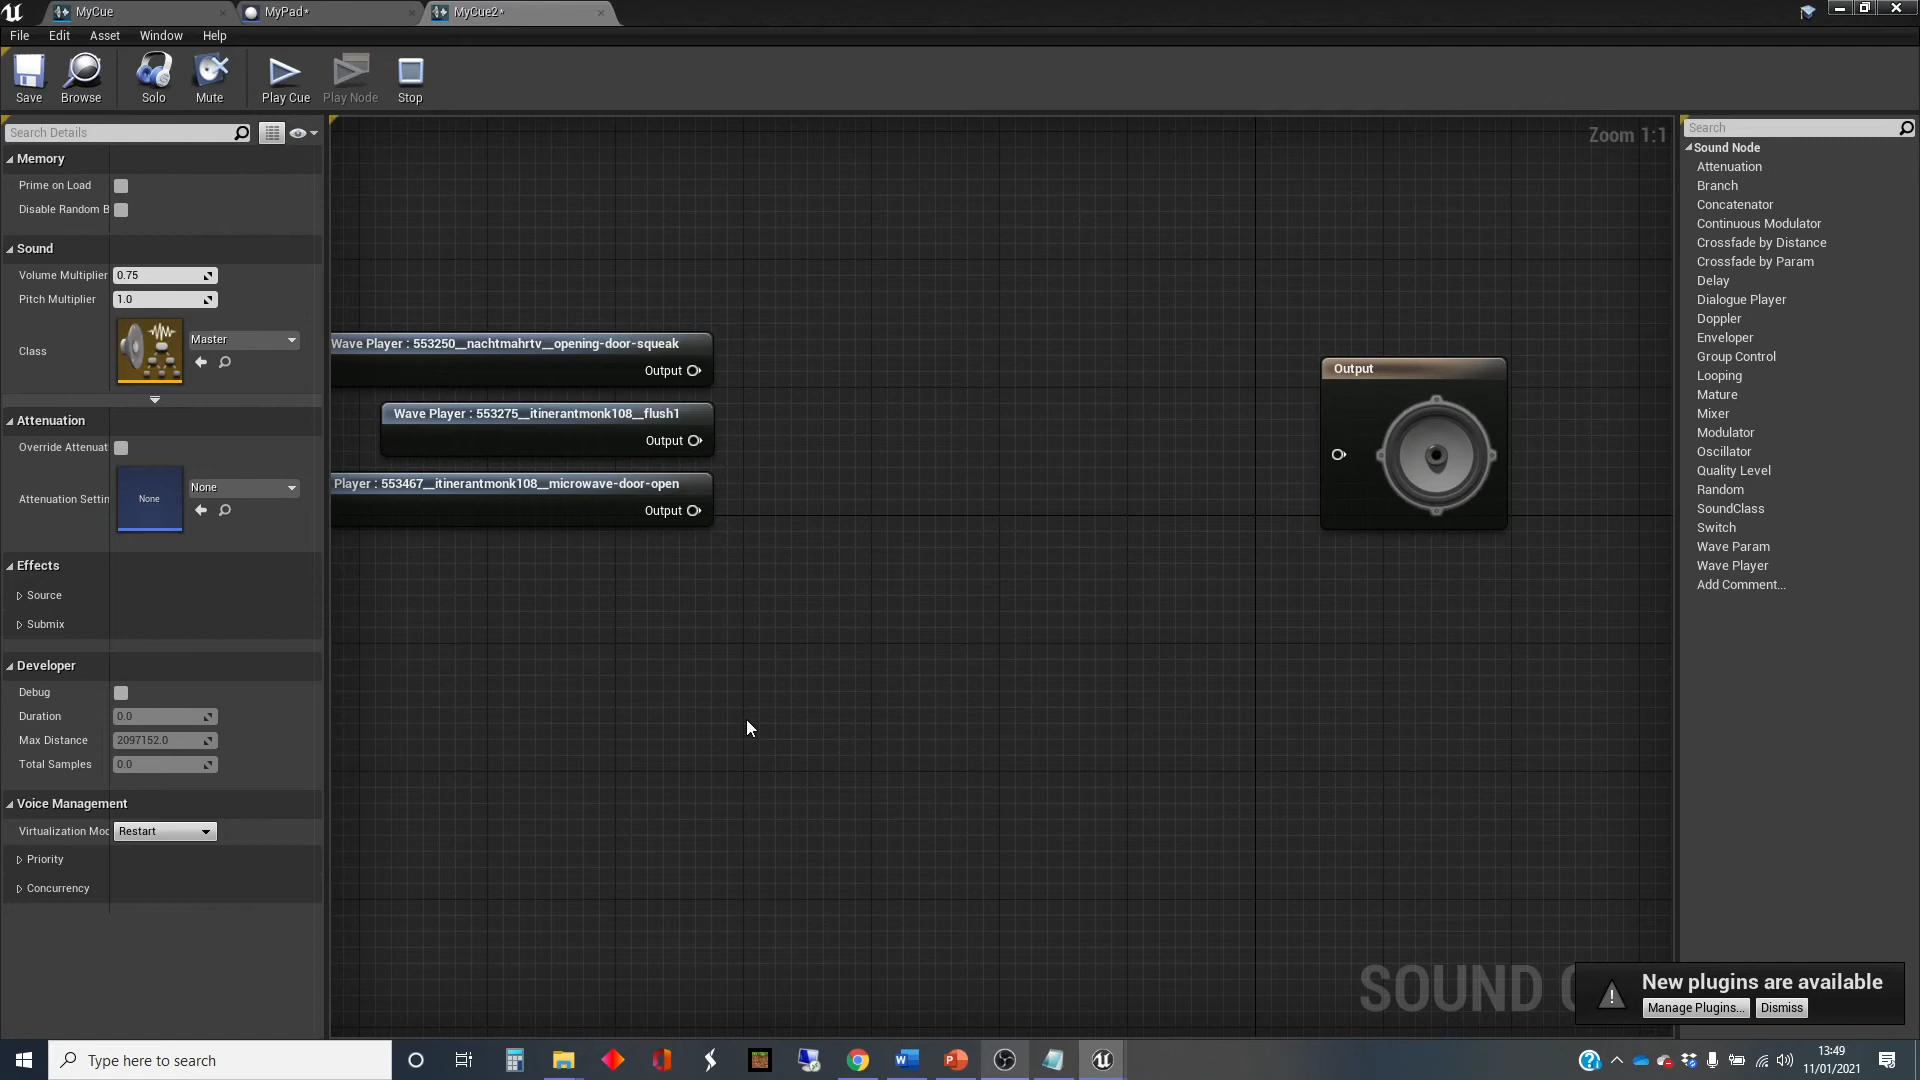 MyCue
MyPad*
MyCue2*
File Edit Asset Window Help
Save
Browse
Solo
Mute
Play Cue
Play Node
Stop
Search Details
Memory
Prime on Load
Disable Random B
Sound
Volume Multiplier 0.75
Pitch Multiplier 1.0
Class
Master
Attenuation
Override Attenuat
Attenuation Settin
None
None
Effects
Source
Submix
Developer
Debug
Duration 0.0
Max Distance 2097152.0
Total Samples 0.0
Voice Management
Virtualization Moc Restart
Priority
Concurrency
Zoom 1:1
Wave Player : 553250__nachtmahrtv__opening-door-squeak
Output
Wave Player : 553275__itinerantmonk108__flush1
Output
Player : 553467__itinerantmonk108__microwave-door-open
Output
Output
SOUND C
Search
Sound Node
Attenuation
Branch
Concatenator
Continuous Modulator
Crossfade by Distance
Crossfade by Param
Delay
Dialogue Player
Doppler
Enveloper
Group Control
Looping
Mature
Mixer
Modulator
Oscillator
Quality Level
Random
SoundClass
Switch
Wave Param
Wave Player
Add Comment...
New plugins are available
Manage Plugins... Dismiss
Type here to search
13:49
11/01/2021